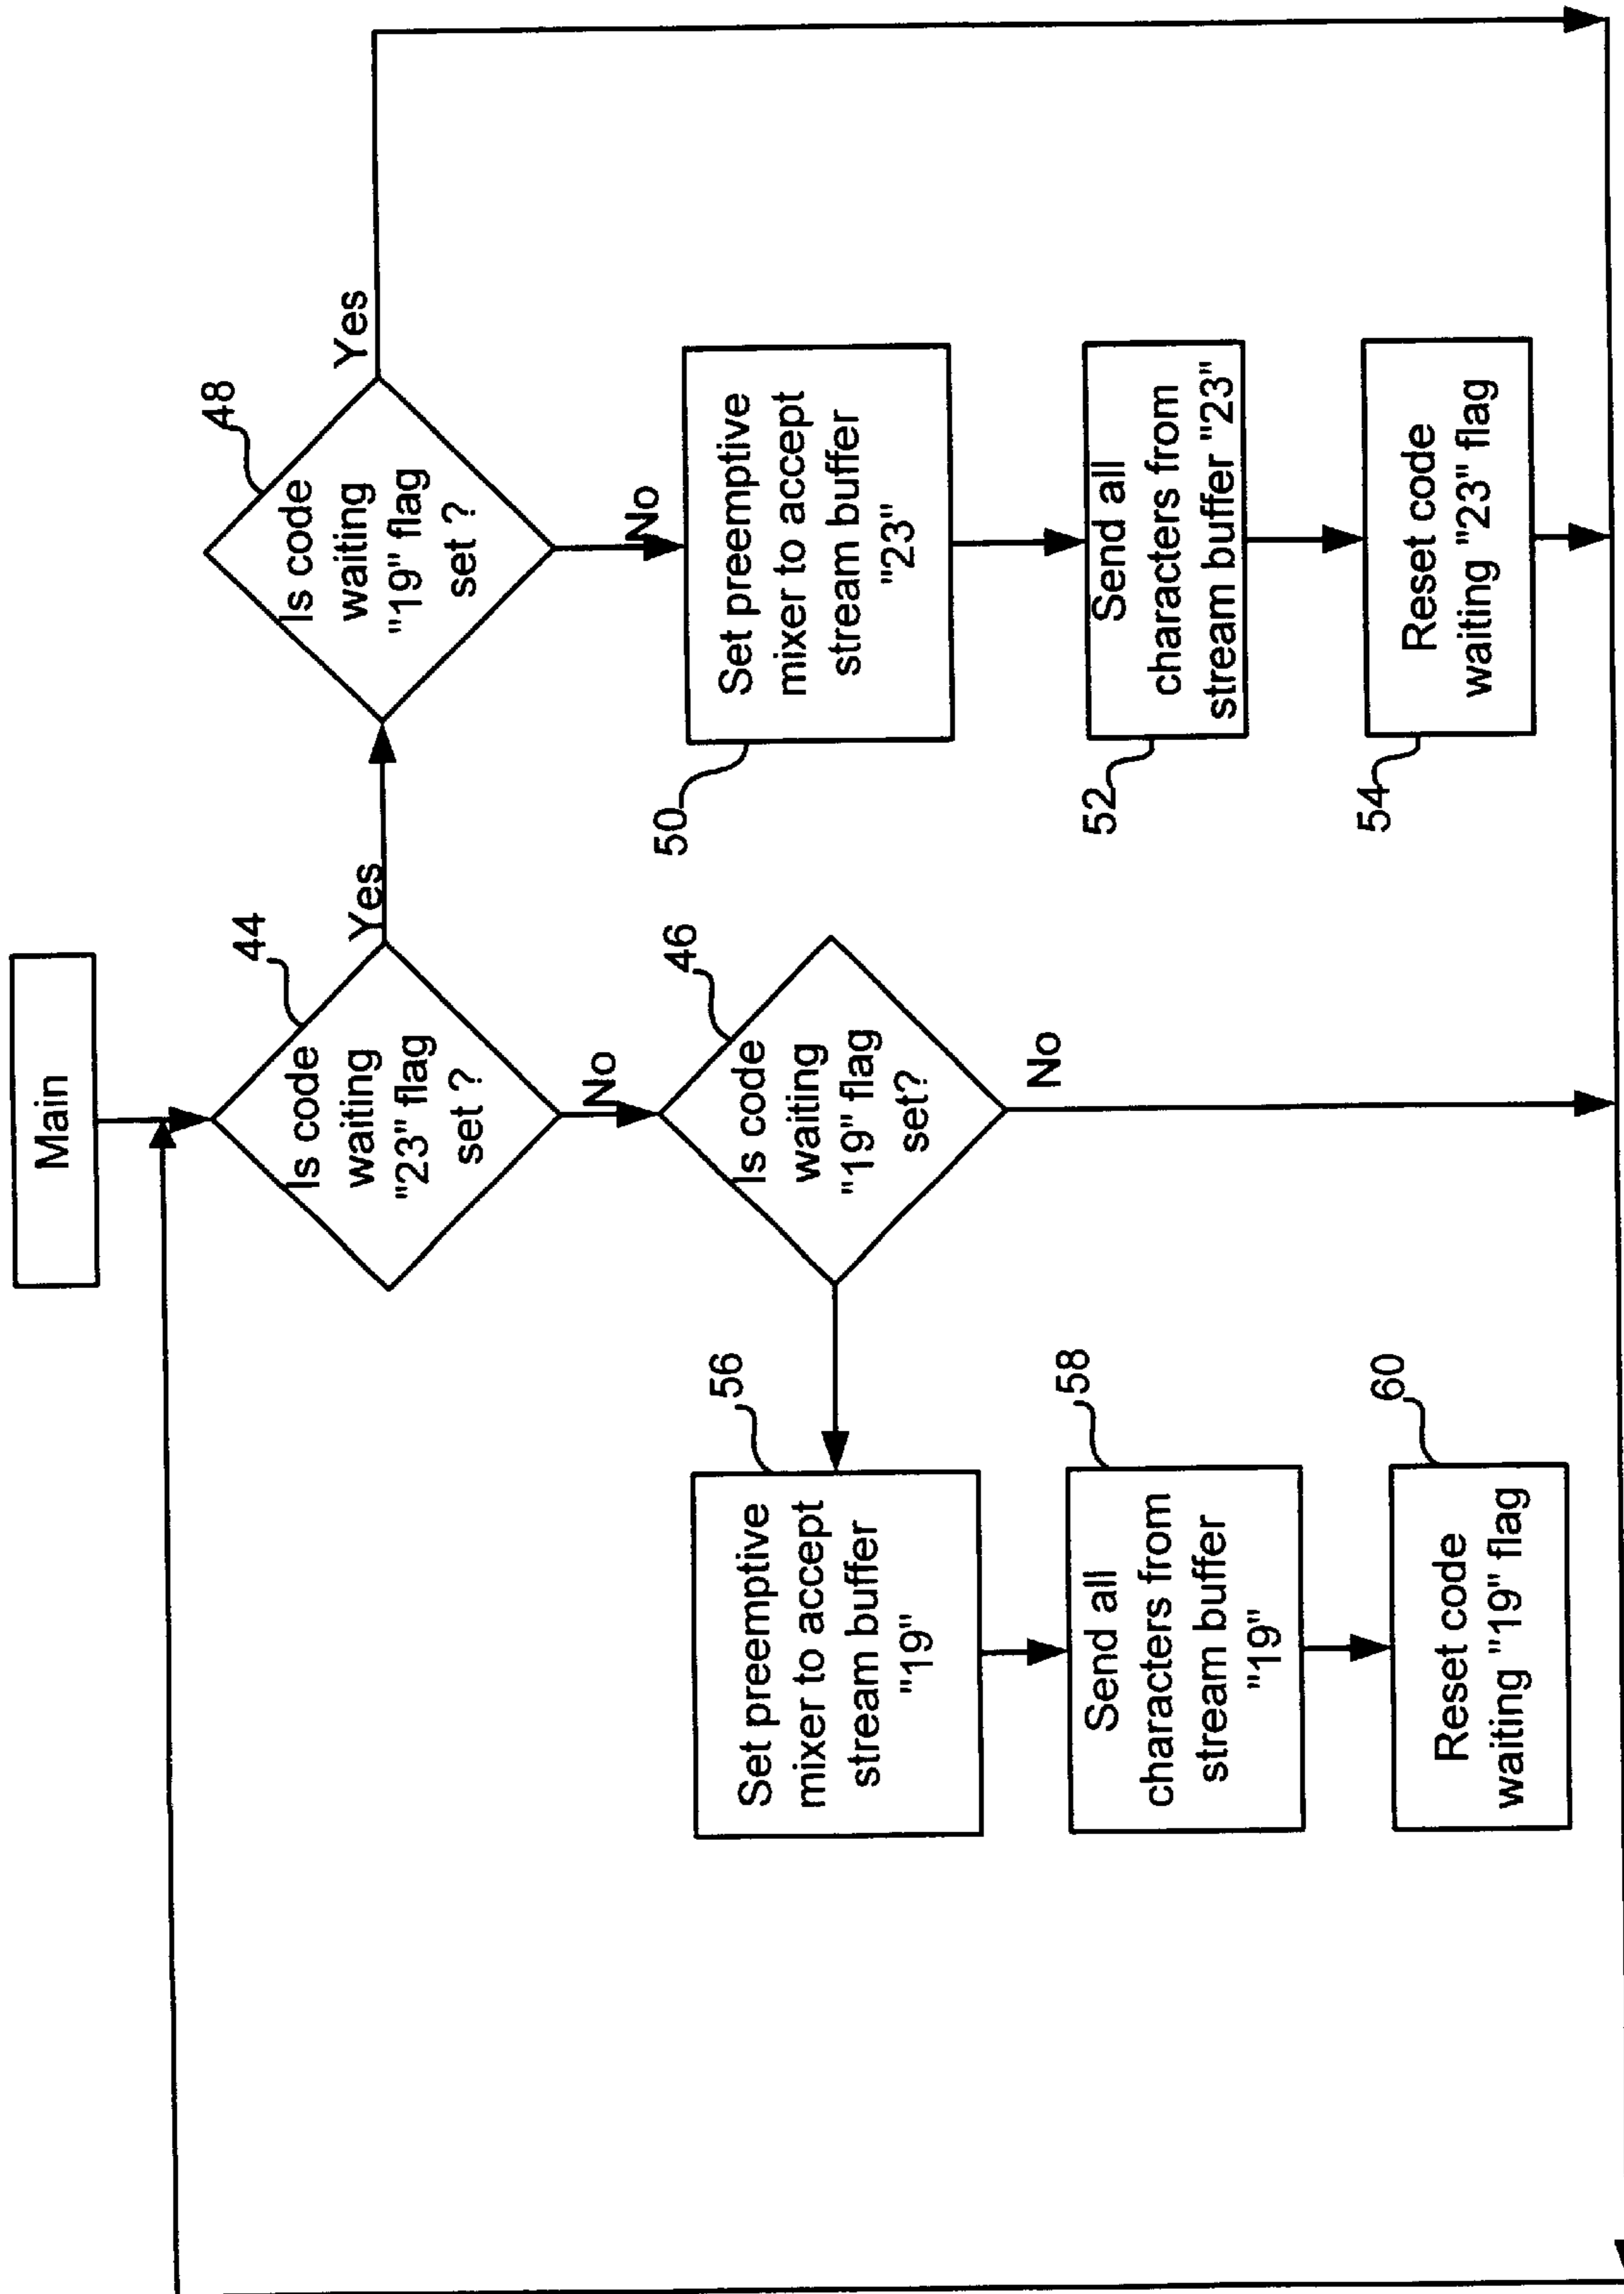 Main
44
Is code
waiting
"23" flag
set ?
Yes
48
Is code
waiting
"19" flag
set ?
Yes
No
46
Is code
waiting
"19" flag
set?
No
No
50
Set preemptive
mixer to accept
stream buffer
"23"
52
Send all
characters from
stream buffer "23"
54
Reset code
waiting "23" flag
56
Set preemptive
mixer to accept
stream buffer
"19"
58
Send all
characters from
stream buffer
"19"
60
Reset code
waiting "19" flag